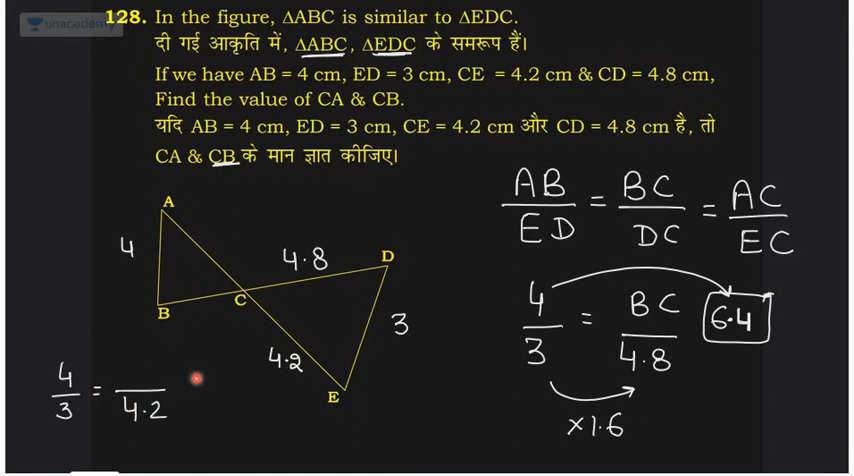 unacademy
128. In the figure, ΔABC is similar to ΔEDC.
दी गई आकृति में, ΔABC, ΔEDC के समरूप हैं।
If we have AB = 4 cm, ED = 3 cm, CE = 4.2 cm & CD = 4.8 cm,
Find the value of CA & CB.
यदि AB = 4 cm, ED = 3 cm, CE = 4.2 cm और CD = 4.8 cm है, तो
CA & CB के मान ज्ञात कीजिए।
AB/ED = BC/DC = AC/EC
A
4
4.8
D
B
C
3
4.2
E
4/3 = BC/4.8
6.4
×1.6
4/3 = /4.2